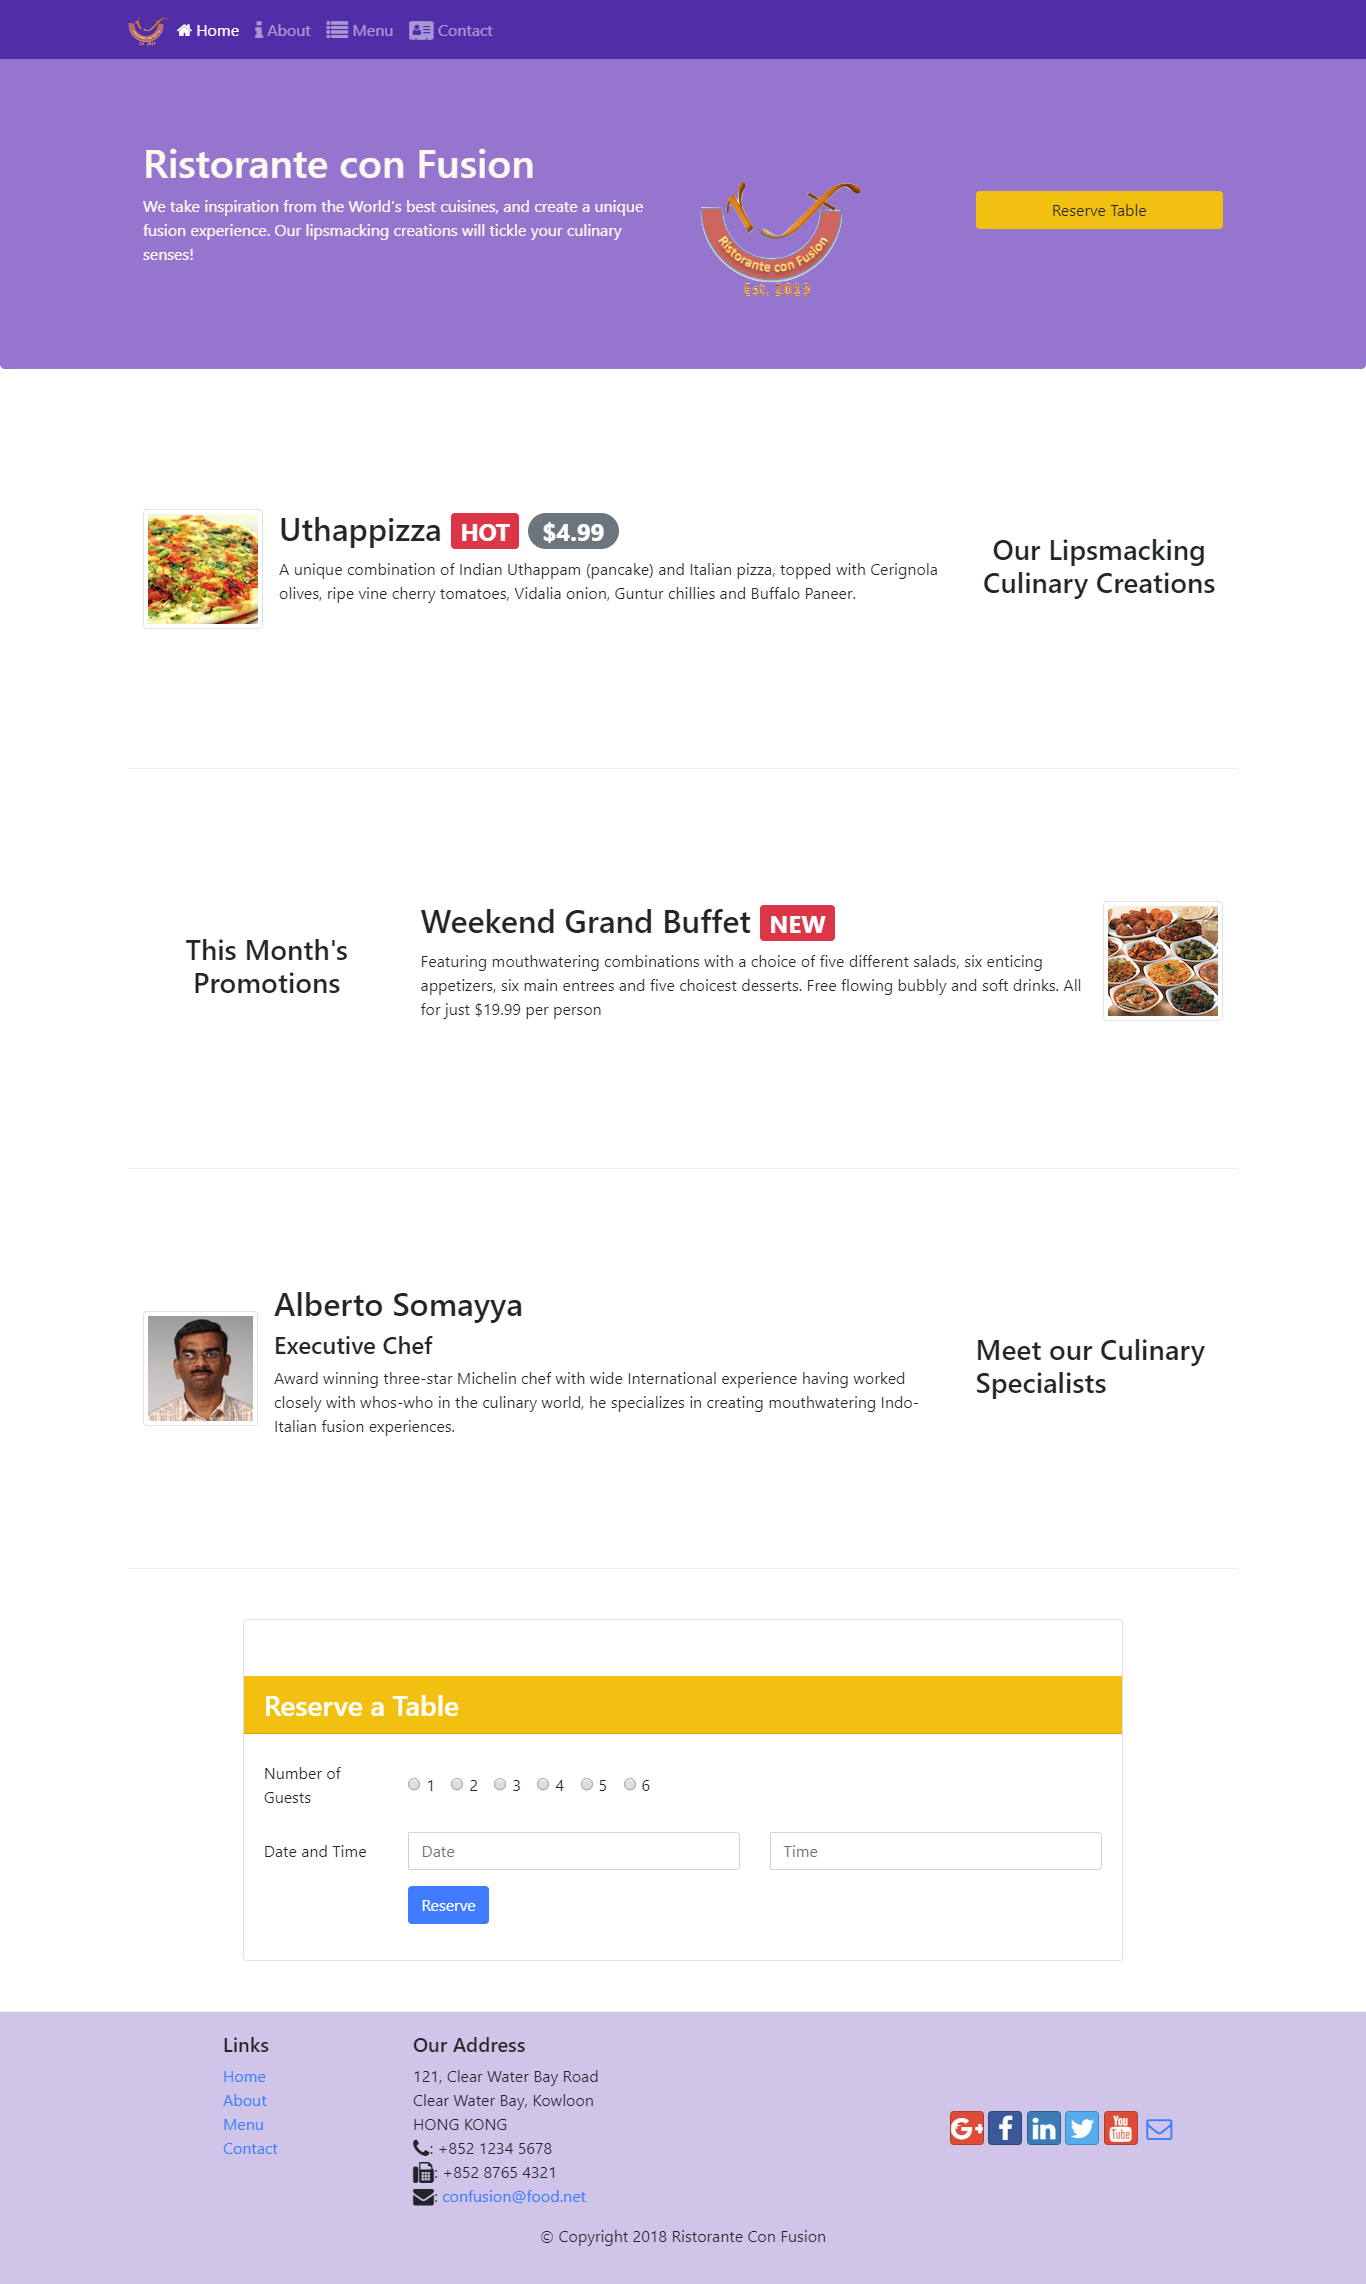 Home About Menu Contact
Ristorante con Fusion
We take inspiration from the World's best cuisines, and create a unique
fusion experience. Our lipsmacking creations will tickle your culinary
senses!
Ristorante con Fusion
Est. 2013
Reserve Table
Uthappizza HOT $4.99
A unique combination of Indian Uthappam (pancake) and Italian pizza, topped with Cerignola
olives, ripe vine cherry tomatoes, Vidalia onion, Guntur chillies and Buffalo Paneer.
Our Lipsmacking
Culinary Creations
This Month's
Promotions
Weekend Grand Buffet NEW
Featuring mouthwatering combinations with a choice of five different salads, six enticing
appetizers, six main entrees and five choicest desserts. Free flowing bubbly and soft drinks. All
for just $19.99 per person
Alberto Somayya
Executive Chef
Award winning three-star Michelin chef with wide International experience having worked
closely with whos-who in the culinary world, he specializes in creating mouthwatering Indo-
Italian fusion experiences.
Meet our Culinary
Specialists
Reserve a Table
Number of
Guests
1 2 3 4 5 6
Date and Time
Date
Time
Reserve
Links
Home
About
Menu
Contact
Our Address
121, Clear Water Bay Road
Clear Water Bay, Kowloon
HONG KONG
: +852 1234 5678
: +852 8765 4321
: confusion@food.net
G+ f in You Tube
© Copyright 2018 Ristorante Con Fusion